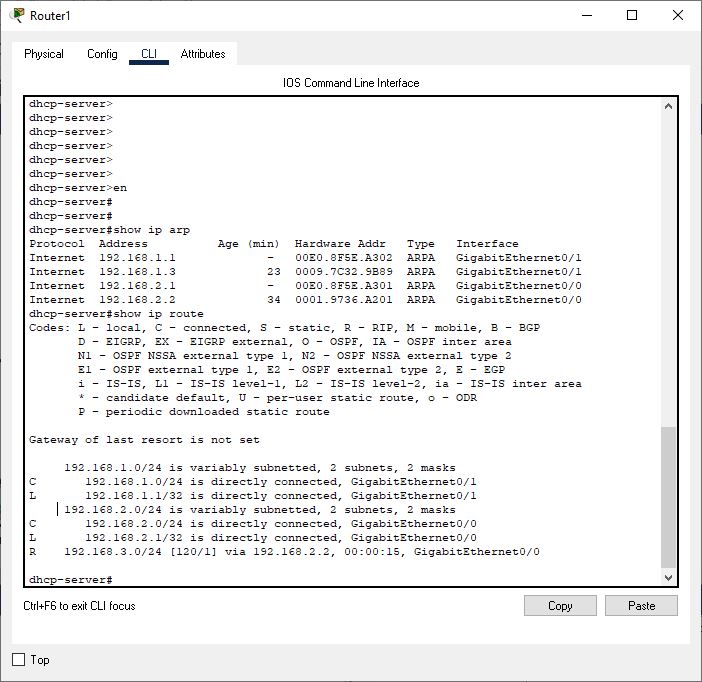 Router1
Physical Config CLI Attributes
IOS Command Line Interface
dhcp-server>
dhcp-server>
dhcp-server>
dhcp-server>
dhcp-server>
dhcp-server>
dhcp-server>en
dhcp-server#
dhcp-server#
dhcp-server#show ip arp
Protocol  Address          Age (min)  Hardware Addr   Type   Interface
Internet  192.168.1.1             -   00E0.8F5E.A302  ARPA   GigabitEthernet0/1
Internet  192.168.1.3             23  0009.7C32.9B89  ARPA   GigabitEthernet0/1
Internet  192.168.2.1             -   00E0.8F5E.A301  ARPA   GigabitEthernet0/0
Internet  192.168.2.2             34  0001.9736.A201  ARPA   GigabitEthernet0/0
dhcp-server#show ip route
Codes: L - local, C - connected, S - static, R - RIP, M - mobile, B - BGP
       D - EIGRP, EX - EIGRP external, O - OSPF, IA - OSPF inter area
       N1 - OSPF NSSA external type 1, N2 - OSPF NSSA external type 2
       E1 - OSPF external type 1, E2 - OSPF external type 2, E - EGP
       i - IS-IS, L1 - IS-IS level-1, L2 - IS-IS level-2, ia - IS-IS inter area
       * - candidate default, U - per-user static route, o - ODR
       P - periodic downloaded static route
Gateway of last resort is not set
     192.168.1.0/24 is variably subnetted, 2 subnets, 2 masks
C       192.168.1.0/24 is directly connected, GigabitEthernet0/1
L       192.168.1.1/32 is directly connected, GigabitEthernet0/1
     192.168.2.0/24 is variably subnetted, 2 subnets, 2 masks
C       192.168.2.0/24 is directly connected, GigabitEthernet0/0
L       192.168.2.1/32 is directly connected, GigabitEthernet0/0
R    192.168.3.0/24 [120/1] via 192.168.2.2, 00:00:15, GigabitEthernet0/0
dhcp-server#
Ctrl+F6 to exit CLI focus
Copy Paste
Top